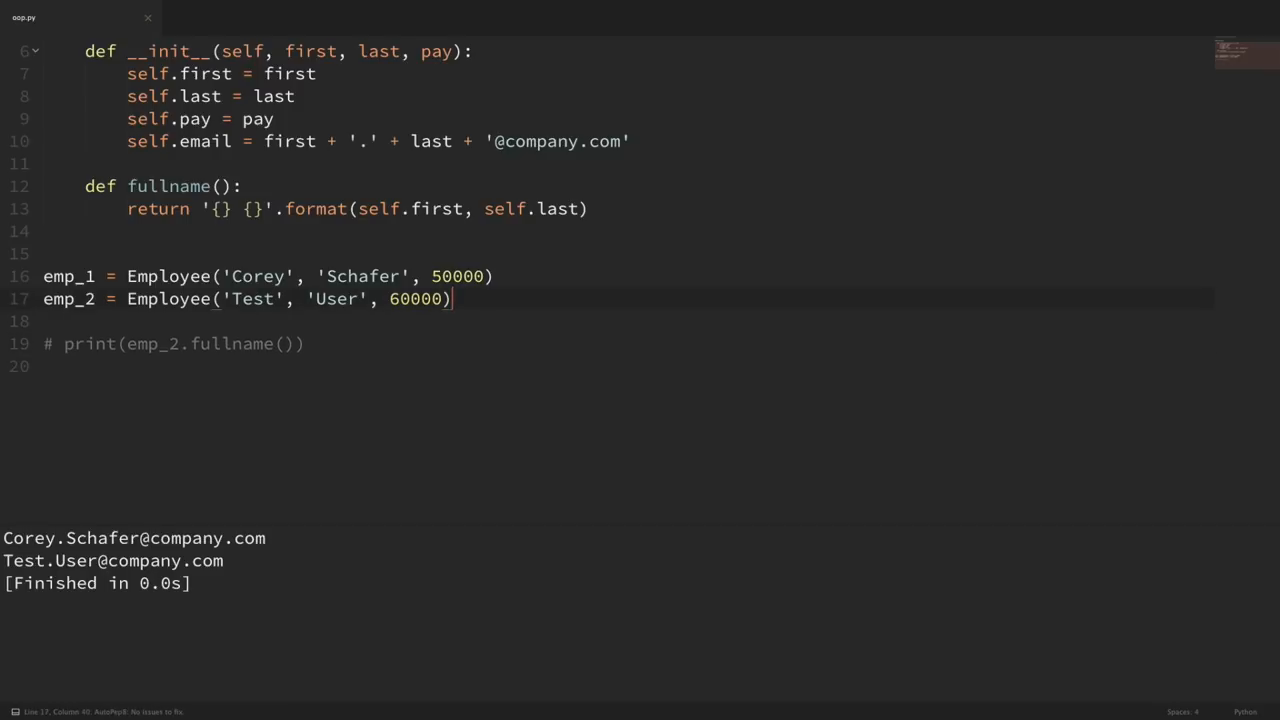 oop.py ×
6 def __init__(self, first, last, pay):
7 self.first = first
8 self.last = last
9 self.pay = pay
10 self.email = first + '.' + last + '@company.com'
11
12 def fullname():
13 return '{} {}'.format(self.first, self.last)
14
15
16 emp_1 = Employee('Corey', 'Schafer', 50000)
17 emp_2 = Employee('Test', 'User', 60000)
18
19 # print(emp_2.fullname())
20
Corey.Schafer@company.com
Test.User@company.com
[Finished in 0.0s]
Line 17, Column 40; AutoPep8: No issues to fix. Spaces: 4 Python